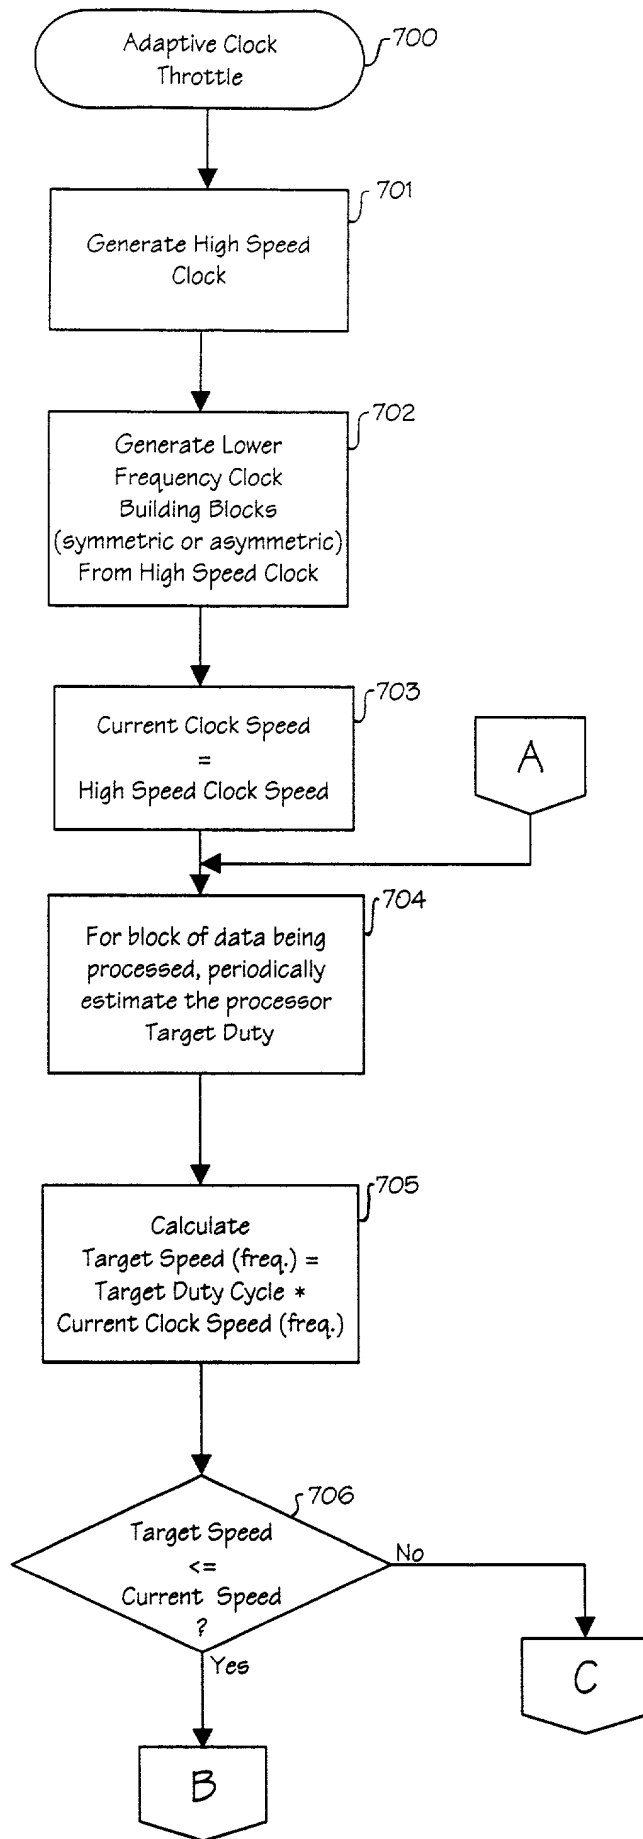 Adaptive Clock
Throttle
700
701
Generate High Speed
Clock
702
Generate Lower
Frequency Clock
Building Blocks
(symmetric or asymmetric)
From High Speed Clock
703
Current Clock Speed
=
High Speed Clock Speed
A
704
For block of data being
processed, periodically
estimate the processor
Target Duty
705
Calculate
Target Speed (freq.) =
Target Duty Cycle *
Current Clock Speed (freq.)
706
Target Speed
<=
Current Speed
?
No
Yes
C
B